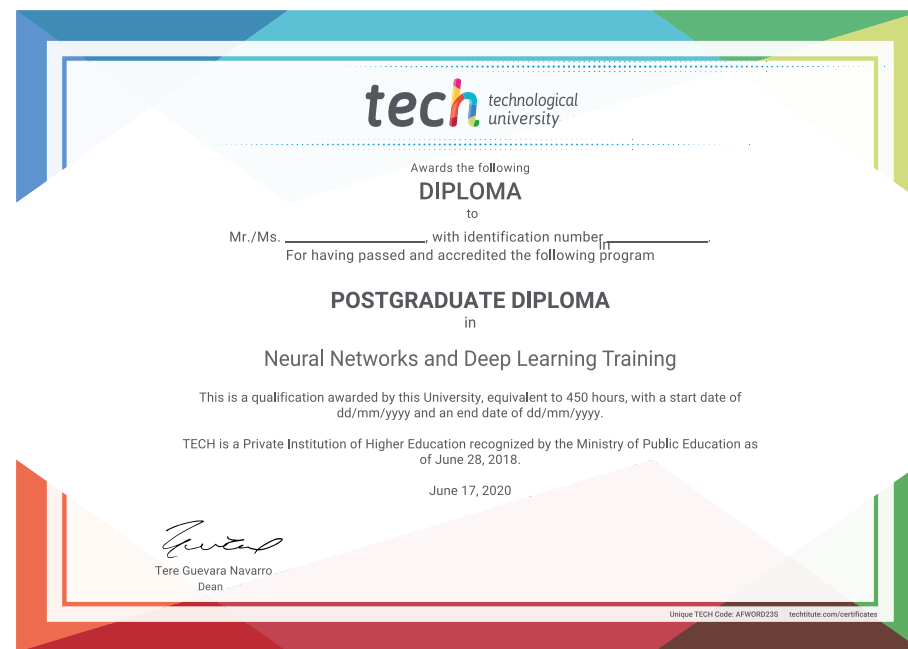 tech technological
university
Awards the following
DIPLOMA
to
Mr./Ms. ____________________, with identification number ______________.
in
For having passed and accredited the following program
POSTGRADUATE DIPLOMA
in
Neural Networks and Deep Learning Training
This is a qualification awarded by this University, equivalent to 450 hours, with a start date of
dd/mm/yyyy and an end date of dd/mm/yyyy.
TECH is a Private Institution of Higher Education recognized by the Ministry of Public Education as
of June 28, 2018.
June 17, 2020
Tere Guevara Navarro
Dean
Unique TECH Code: AFWORD23S techtitute.com/certificates